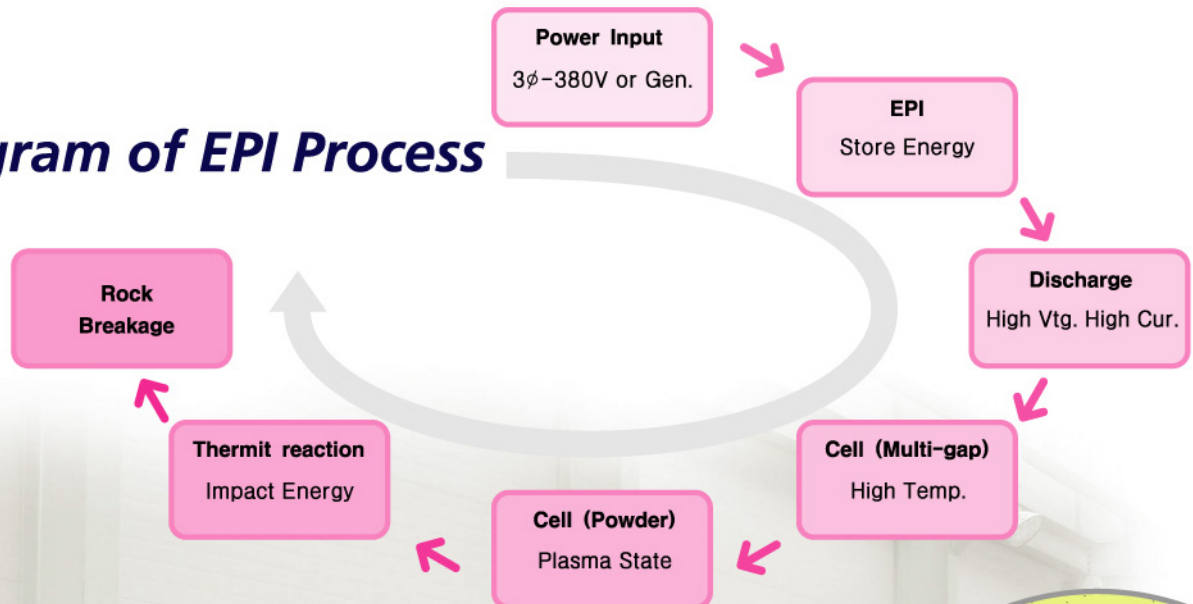 gram of EPI Process
Power Input
3∮-380V or Gen.
EPI
Store Energy
Discharge
High Vtg. High Cur.
Cell (Multi-gap)
High Temp.
Cell (Powder)
Plasma State
Thermit reaction
Impact Energy
Rock
Breakage